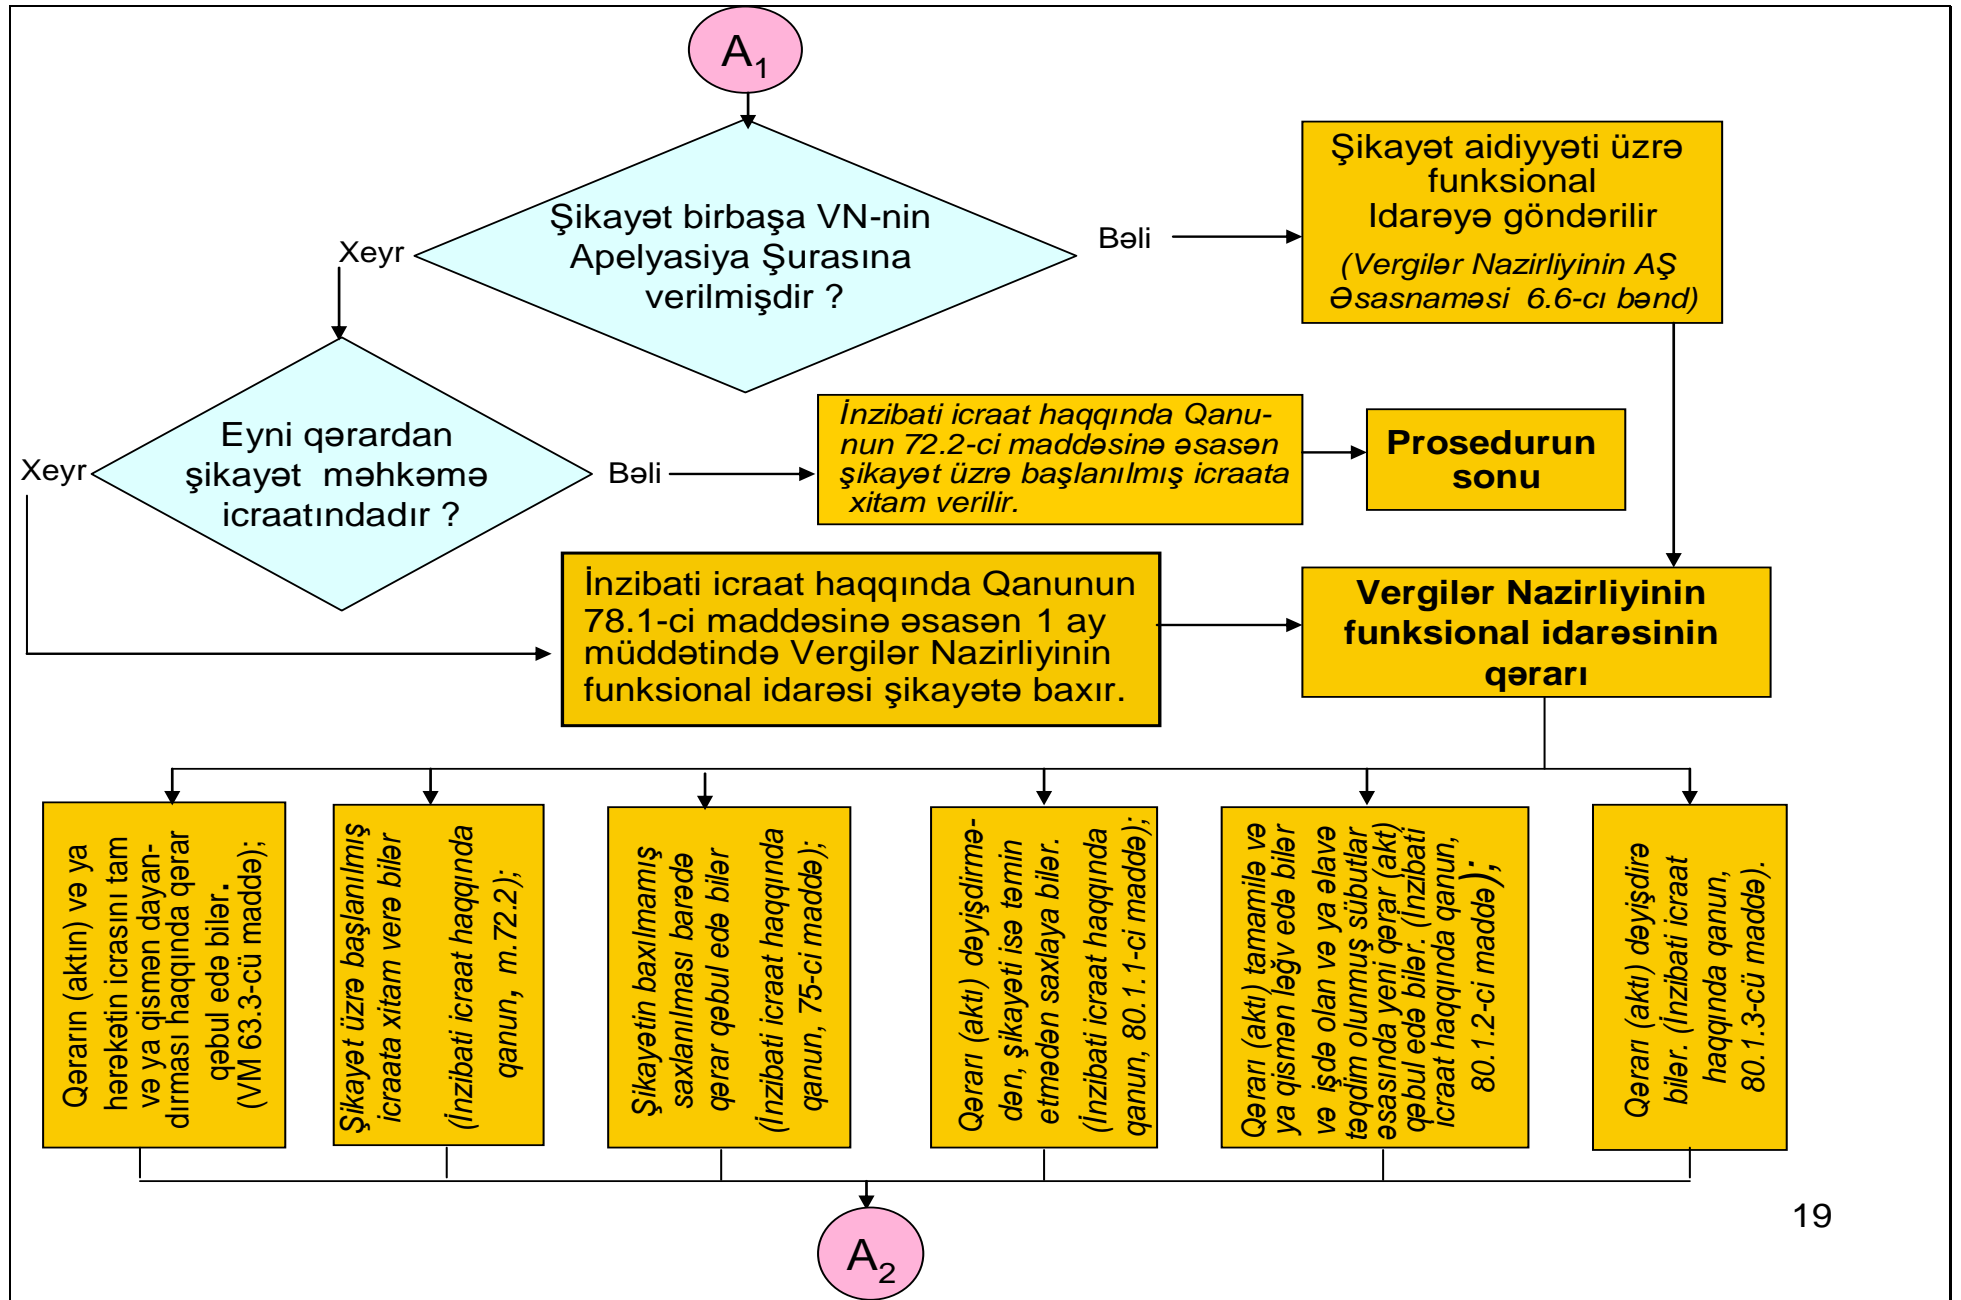 A1
Şikayət birbaşa VN-nin
Apelyasiya Şurasına
verilmişdir ?
Xeyr
Bəli
Şikayət aidiyyəti üzrə
funksional
Idarəyə göndərilir
(Vergilər Nazirliyinin AŞ
Əsasnaməsi 6.6-cı bənd)
Eyni qərardan
şikayət məhkəmə
icraatındadır ?
Xeyr
Bəli
İnzibati icraat haqqında Qanu-
nun 72.2-ci maddəsinə əsasən
şikayət üzrə başlanılmış icraata
xitam verilir.
Prosedurun
sonu
İnzibati icraat haqqında Qanunun
78.1-ci maddəsinə əsasən 1 ay
müddətində Vergilər Nazirliyinin
funksional idarəsi şikayətə baxır.
Vergilər Nazirliyinin
funksional idarəsinin
qərarı
Qərarın (aktın) və ya
hərəkətin icrasını tam
və ya qismən dayan-
dırması haqqında qərar
qəbul edə bilər.
(VM 63.3-cü maddə);
Şikayət üzrə başlanılmış
icraata xitam verə bilər
(İnzibati icraat haqqında
qanun, m.72.2);
Şikayətin baxılmamış
saxlanılması barədə
qərar qəbul edə bilər
(İnzibati icraat haqqında
qanun, 75-ci maddə);
Qərarı (aktı) dəyişdirmə-
dən, şikayəti isə təmin
etmədən saxlaya bilər.
(İnzibati icraat haqqında
qanun, 80.1.1-ci maddə);
Qərarı (aktı) tamamilə və
ya qismən ləğv edə bilər
və işdə olan və ya əlavə
təqdim olunmuş sübutlar
əsasında yeni qərar (akt)
qəbul edə bilər. (İnzibati
icraat haqqında qanun,
80.1.2-ci maddə);
Qərarı (aktı) dəyişdirə
bilər. (İnzibati icraat
haqqında qanun,
80.1.3-cü maddə).
19
A2